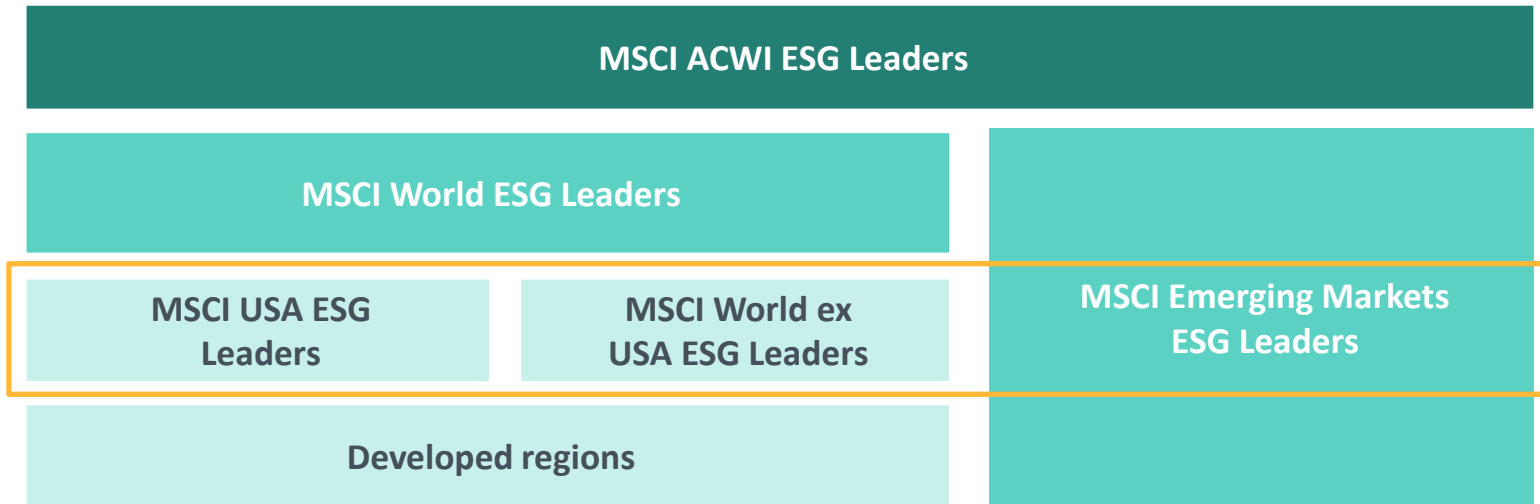 MSCI ACWI ESG Leaders
MSCI World ESG Leaders
MSCI USA ESG
Leaders
MSCI World ex
USA ESG Leaders
MSCI Emerging Markets
ESG Leaders
Developed regions